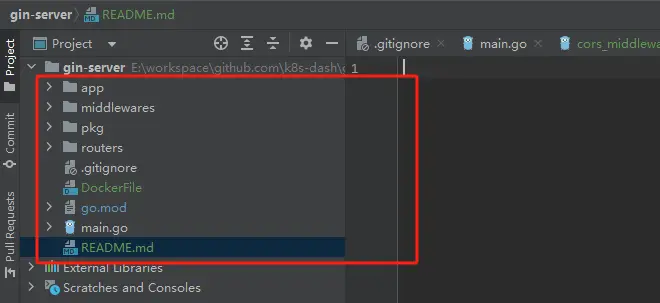 gin-server README.md
Project
.gitignore main.go cors_middlewa
gin-server E:\workspace\github.com\k8s-dash\g
1
app
middlewares
pkg
routers
.gitignore
DockerFile
go.mod
main.go
README.md
External Libraries
Scratches and Consoles
Project
Commit
Pull Requests